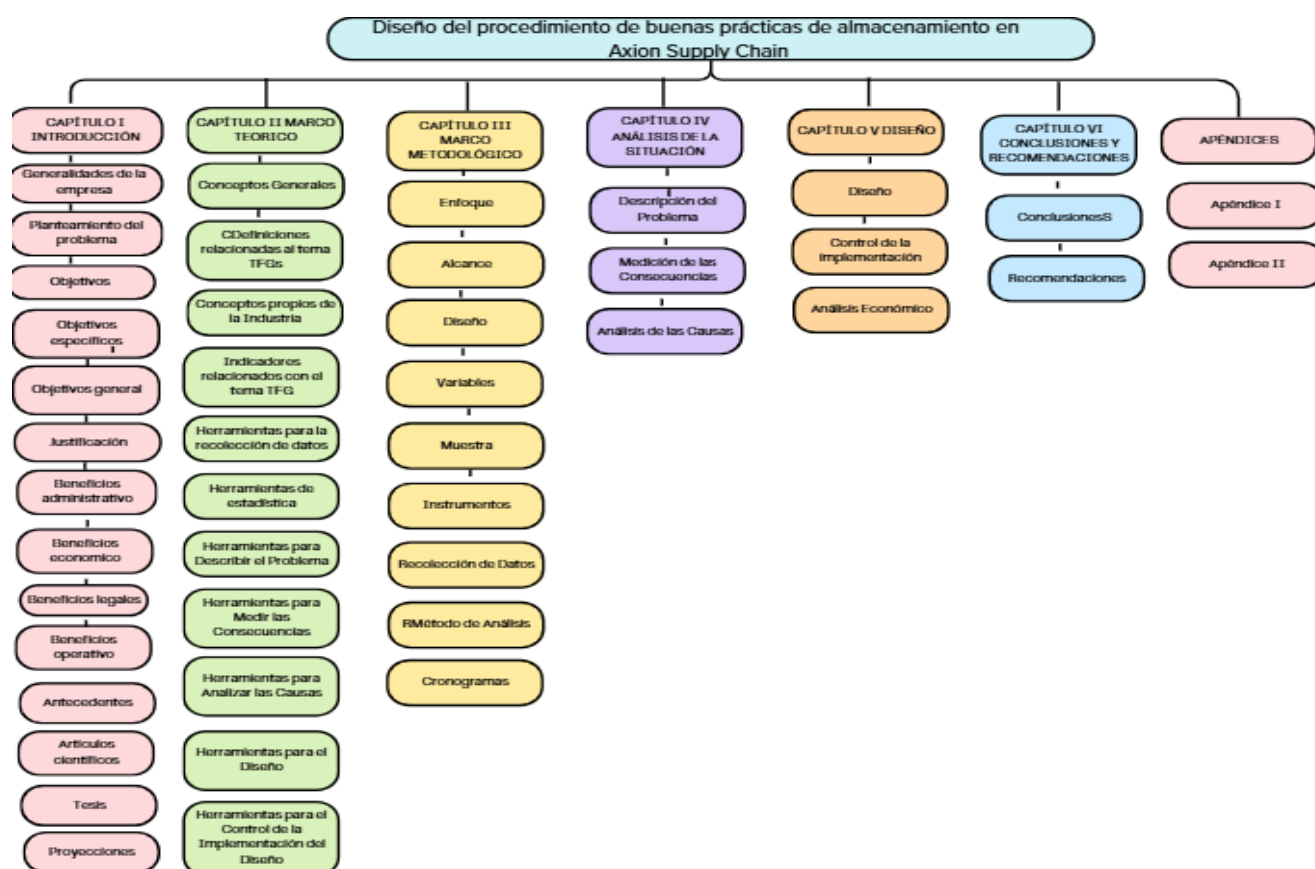 Diseño del procedimiento de buenas prácticas de almacenamiento en
Axion Supply Chain
CAPÍTULO I
INTRODUCCIÓN
Generalidades de la
empresa
Planteamiento del
problema
Objetivos
Objetivos
específicos
Objetivos general
Justificación
Beneficios
administrativo
Beneficios
economico
Beneficios legales
Beneficios
operativo
Antecedentes
Artículos
científicos
Tesis
Proyecciones
CAPÍTULO II MARCO
TEORICO
Conceptos Generales
CDefiniciones
relacionadas al tema
TFGs
Conceptos propios de
la Industria
Indicadores
relacionados con el
tema TFG
Herramientas para la
recolección de datos
Herramientas de
estadística
Herramientas para
Describir el Problema
Herramientas para
Medir las
Consecuencias
Herramientas para
Analizar las Causas
Herramientas para el
Diseño
Herramientas para el
Control de la
Implementación del
Diseño
CAPÍTULO III
MARCO
METODOLÓGICO
Enfoque
Alcance
Diseño
Variables
Muestra
Instrumentos
Recolección de Datos
RMétodo de Análisis
Cronogramas
CAPÍTULO IV
ANÁLISIS DE LA
SITUACIÓN
Descripción del
Problema
Medición de las
Consecuencias
Análisis de las Causas
CAPÍTULO V DISEÑO
Diseño
Control de la
Implementación
Análisis Económico
CAPÍTULO VI
CONCLUSIONES Y
RECOMENDACIONES
ConclusionesS
Recomendaciones
APÉNDICES
Apéndice I
Apéndice II